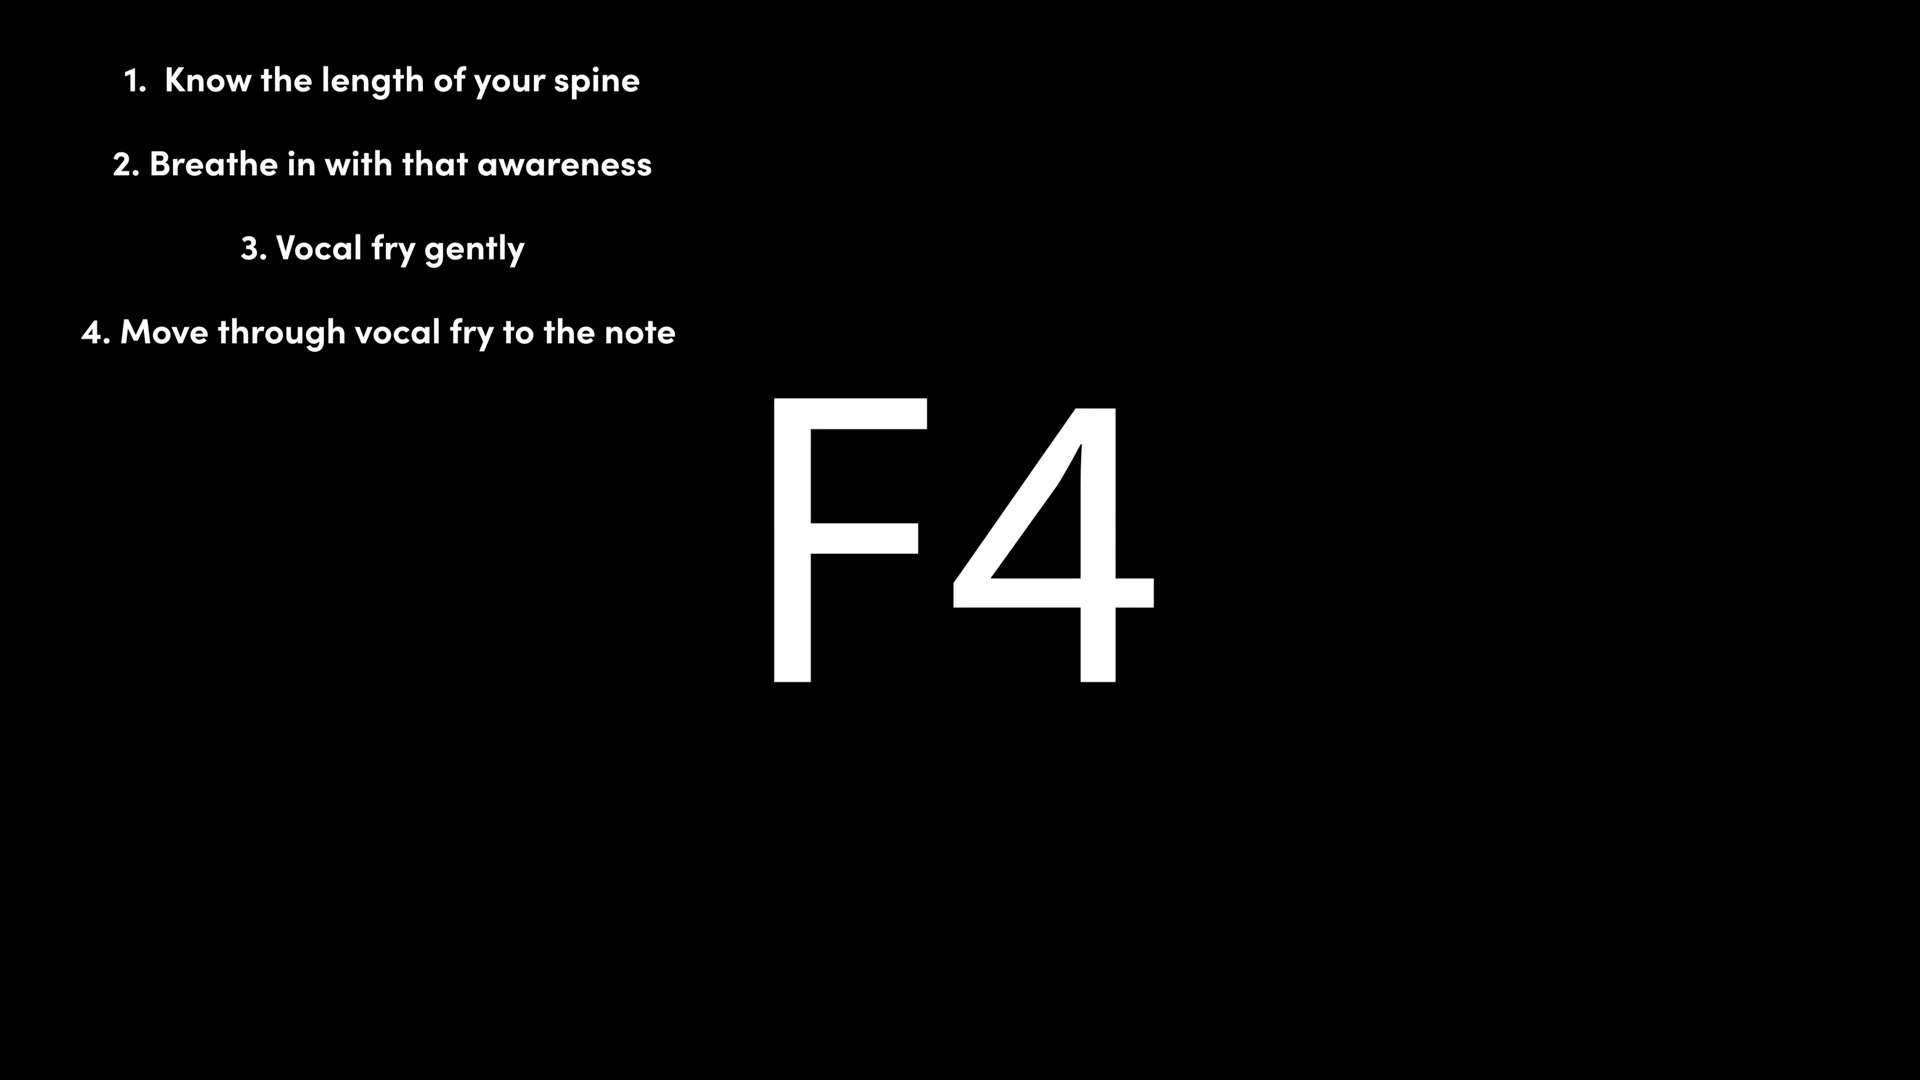 1. Know the length of your spine
2. Breathe in with that awareness
3. Vocal fry gently
4. Move through vocal fry to the note
F4